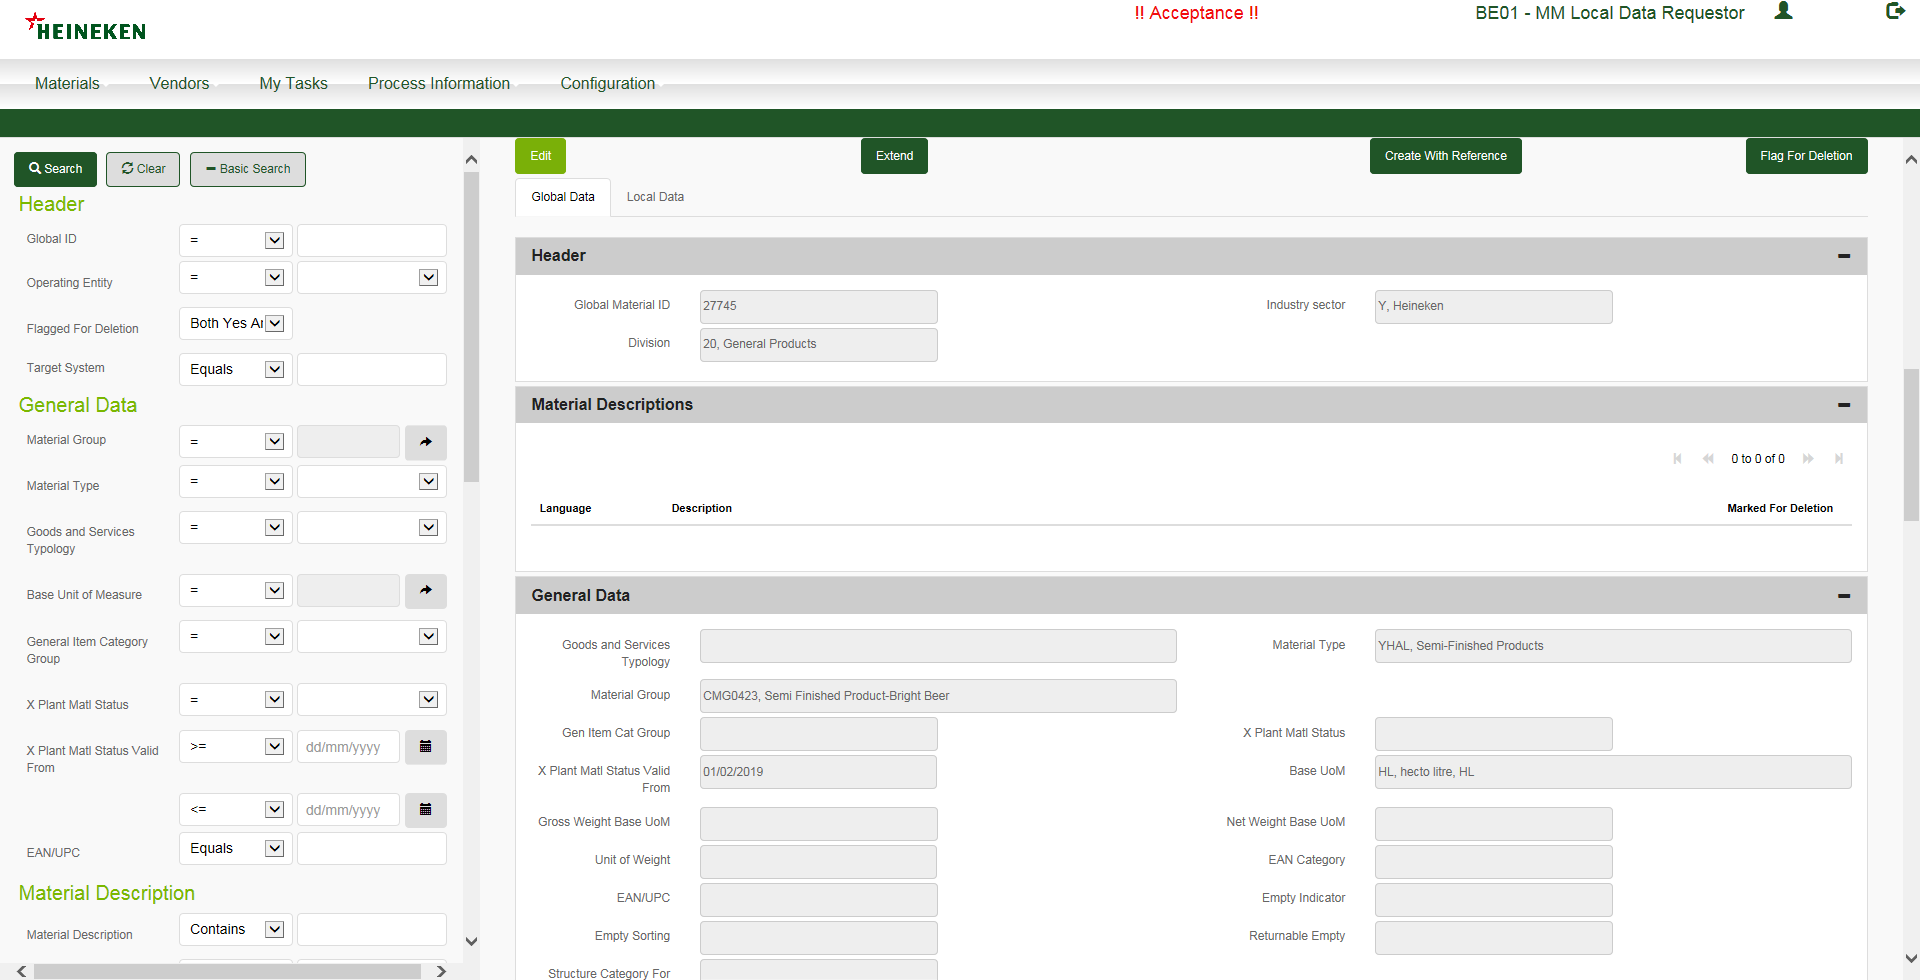 HEINEKEN
!! Acceptance !!
BE01 - MM Local Data Requestor
Materials
Vendors
My Tasks
Process Information
Configuration
Search
Clear
Basic Search
Header
Global ID
=
Operating Entity
=
Flagged For Deletion
Both Yes Ar
Target System
Equals
General Data
Material Group
=
Material Type
=
Goods and Services
Typology
=
Base Unit of Measure
=
General Item Category
Group
=
X Plant Matl Status
=
X Plant Matl Status Valid
From
>=
dd/mm/yyyy
<=
dd/mm/yyyy
EAN/UPC
Equals
Material Description
Material Description
Contains
Edit
Extend
Create With Reference
Flag For Deletion
Global Data
Local Data
Header
Global Material ID
27745
Industry sector
Y, Heineken
Division
20, General Products
Material Descriptions
0 to 0 of 0
Language
Description
Marked For Deletion
General Data
Goods and Services
Typology
Material Type
YHAL, Semi-Finished Products
Material Group
CMG0423, Semi Finished Product-Bright Beer
Gen Item Cat Group
X Plant Matl Status
X Plant Matl Status Valid
From
01/02/2019
Base UoM
HL, hecto litre, HL
Gross Weight Base UoM
Net Weight Base UoM
Unit of Weight
EAN Category
EAN/UPC
Empty Indicator
Empty Sorting
Returnable Empty
Structure Category For